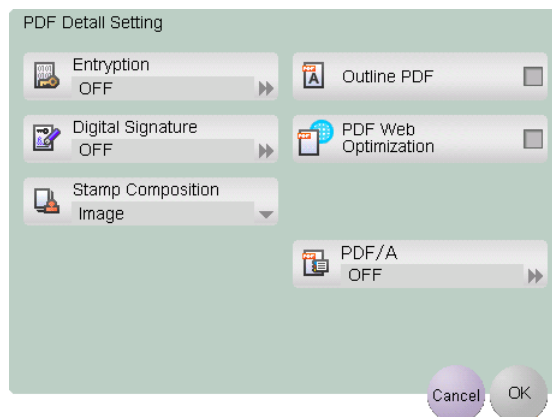 PDF Detall Setting
Entryption
OFF
Digital Signature
OFF
Stamp Composition
Image
Outline PDF
PDF Web
Optimization
PDF/A
OFF
Cancel
OK